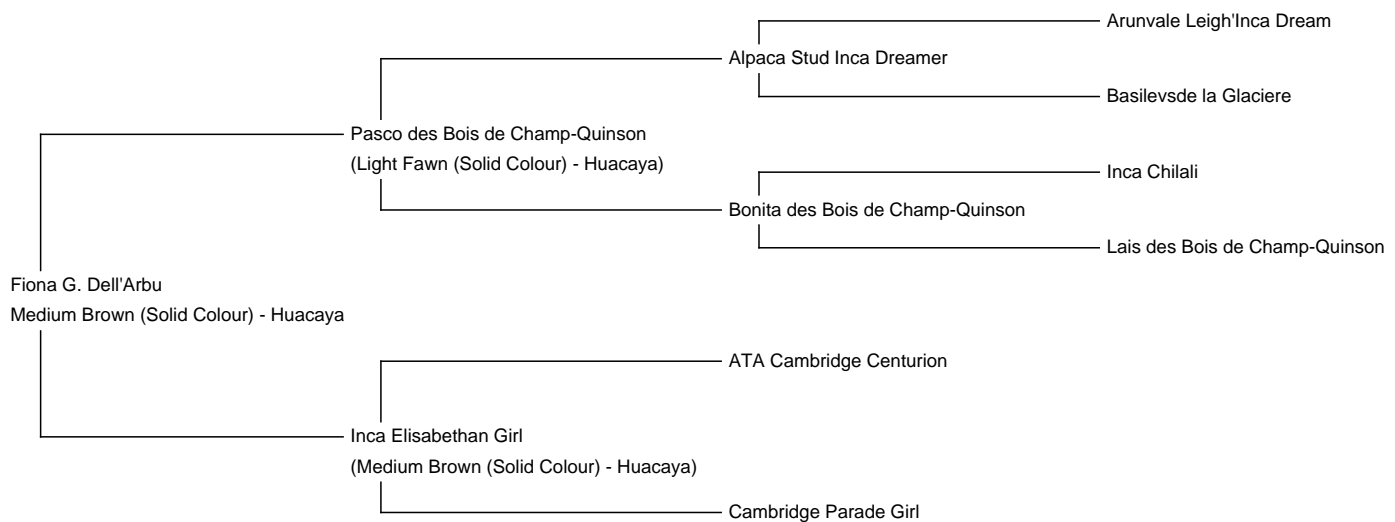 Arunvale Leigh'Inca Dream
Alpaca Stud Inca Dreamer
Basilevsde la Glaciere
Pasco des Bois de Champ-Quinson
(Light Fawn (Solid Colour) - Huacaya)
Inca Chilali
Bonita des Bois de Champ-Quinson
Lais des Bois de Champ-Quinson
Fiona G. Dell'Arbu
Medium Brown (Solid Colour) - Huacaya
ATA Cambridge Centurion
Inca Elisabethan Girl
(Medium Brown (Solid Colour) - Huacaya)
Cambridge Parade Girl